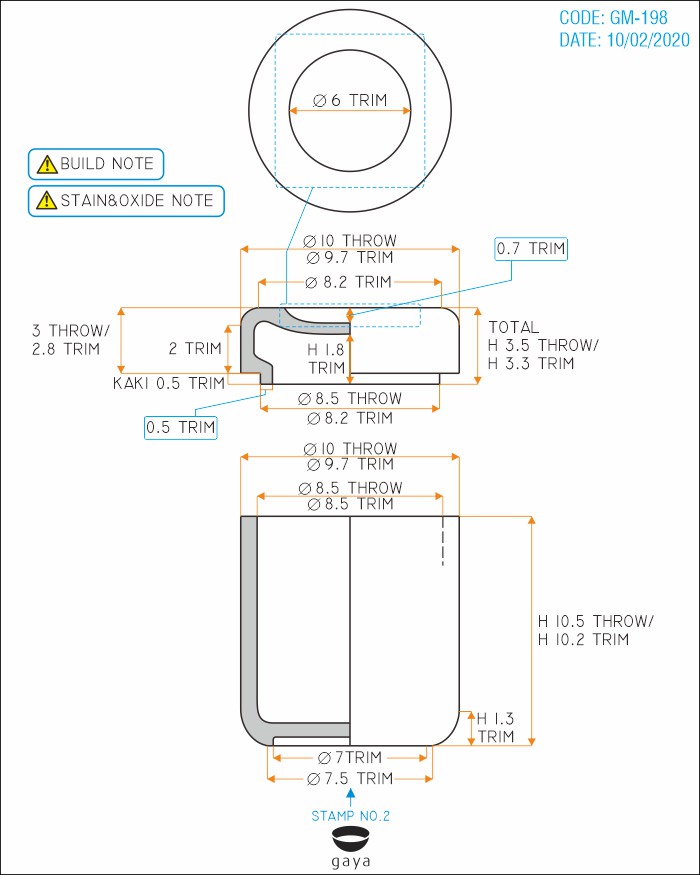 CODE: GM-198
DATE: 10/02/2020
Ø 6 TRIM
BUILD NOTE
STAIN&OXIDE NOTE
Ø 10 THROW
Ø 9.7 TRIM
0.7 TRIM
Ø 8.2 TRIM
3 THROW/
2.8 TRIM
2 TRIM
H 1.8
TRIM
TOTAL
H 3.5 THROW/
H 3.3 TRIM
KAKI 0.5 TRIM
Ø 8.5 THROW
Ø 8.2 TRIM
0.5 TRIM
Ø 10 THROW
Ø 9.7 TRIM
Ø 8.5 THROW
Ø 8.5 TRIM
H 10.5 THROW/
H 10.2 TRIM
H 1.3
TRIM
Ø 7TRIM
Ø 7.5 TRIM
STAMP NO.2
gaya